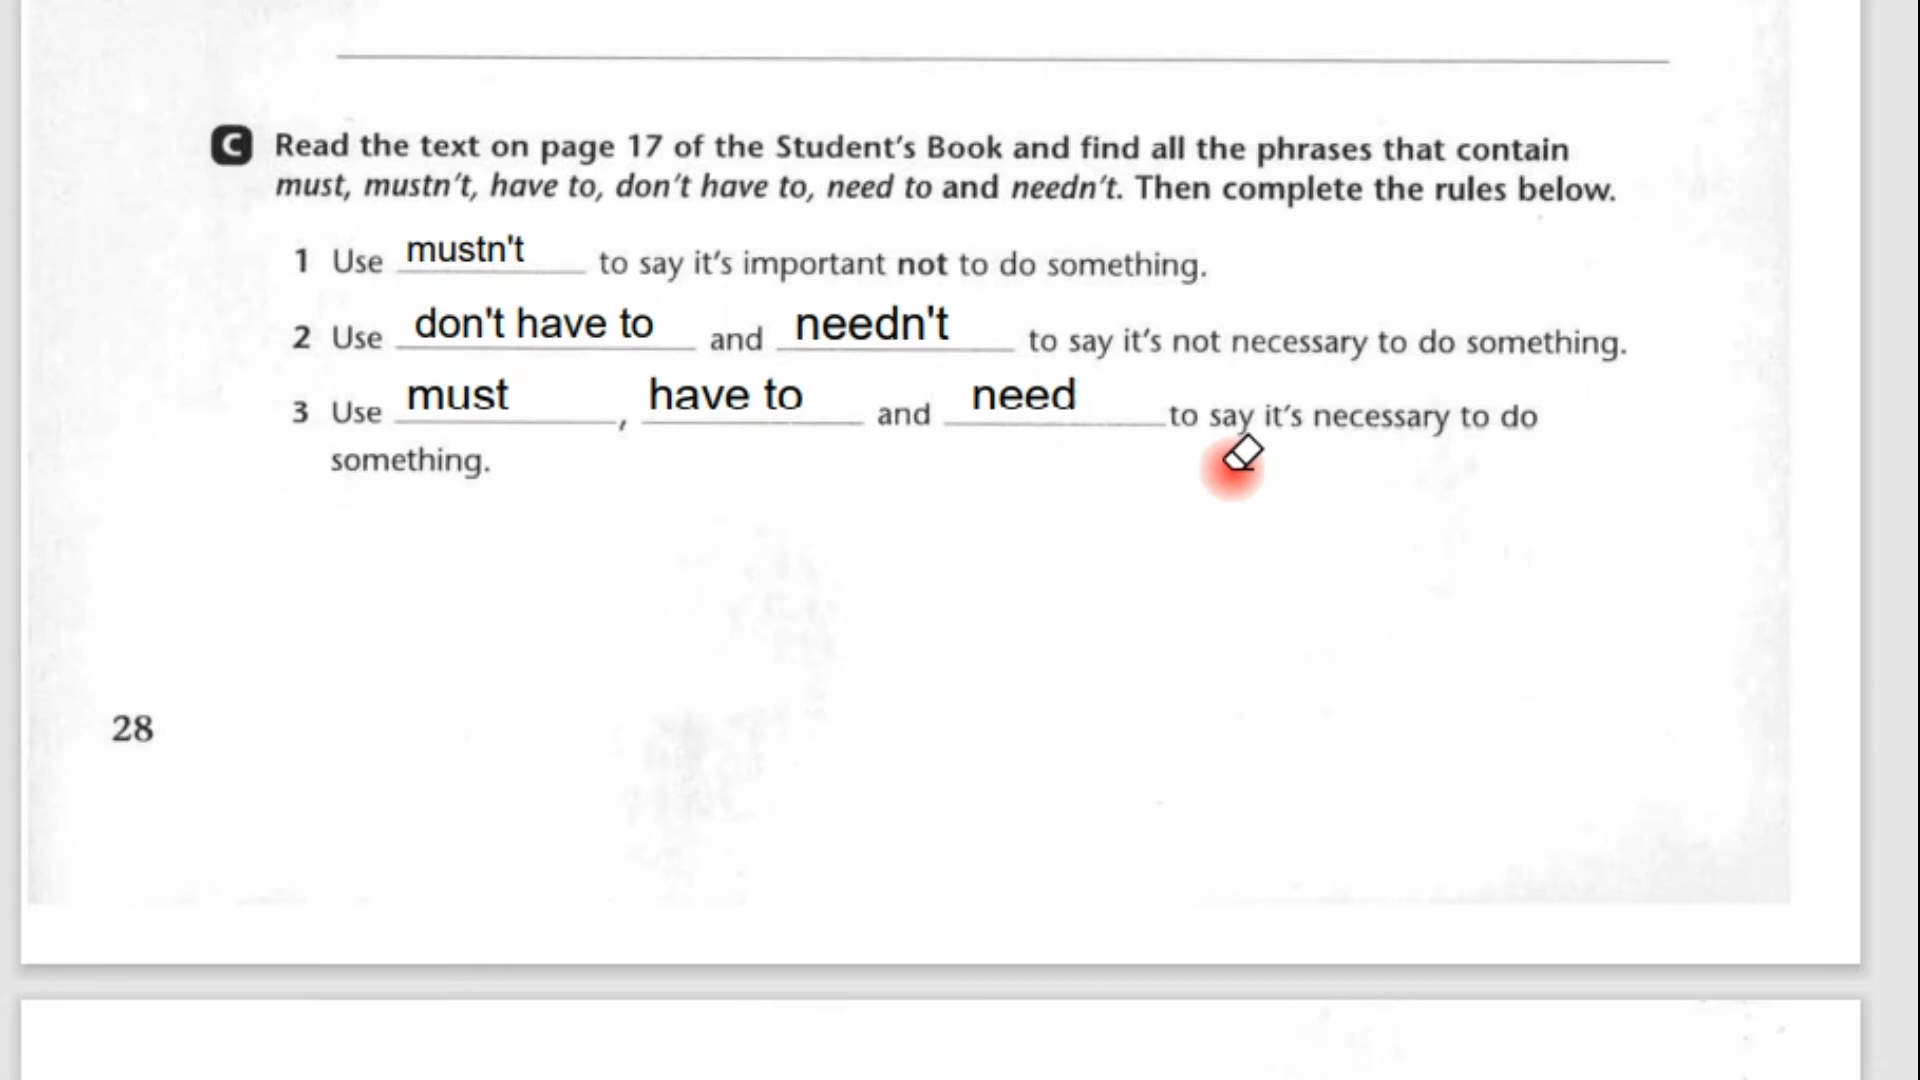 C Read the text on page 17 of the Student's Book and find all the phrases that contain
must, mustn't, have to, don't have to, need to and needn't. Then complete the rules below.
1 Use mustn't to say it's important not to do something.
2 Use don't have to and needn't to say it's not necessary to do something.
3 Use must, have to and need to say it's necessary to do
something.
28